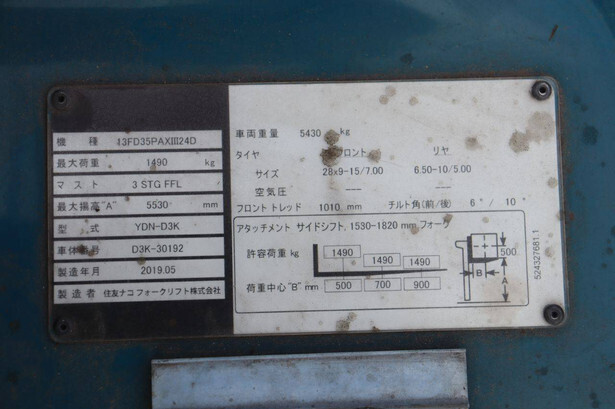 機 種 13FD35PAXIII24D
最大荷重 1490 kg
マ ス ト 3 STG FFL
最大揚高"A" 5530 mm
型 式 YDN-D3K
車体番号 D3K-30192
製造年月 2019.05
製造者 住友ナコ フォークリフト株式会社
車両重量 5430 kg
タイヤ フロント リヤ
サイズ 28x9-15/7.00 6.50-10/5.00
空気圧 --- ---
フロント トレッド 1010 mm チルト角(前/後) 6°/ 10°
アタッチメント サイドシフト, 1530-1820 mm, フォーク
許容荷重 kg 1490 1490 1490
荷重中心 "B" mm 500 700 900
500
B
A
524327681.1